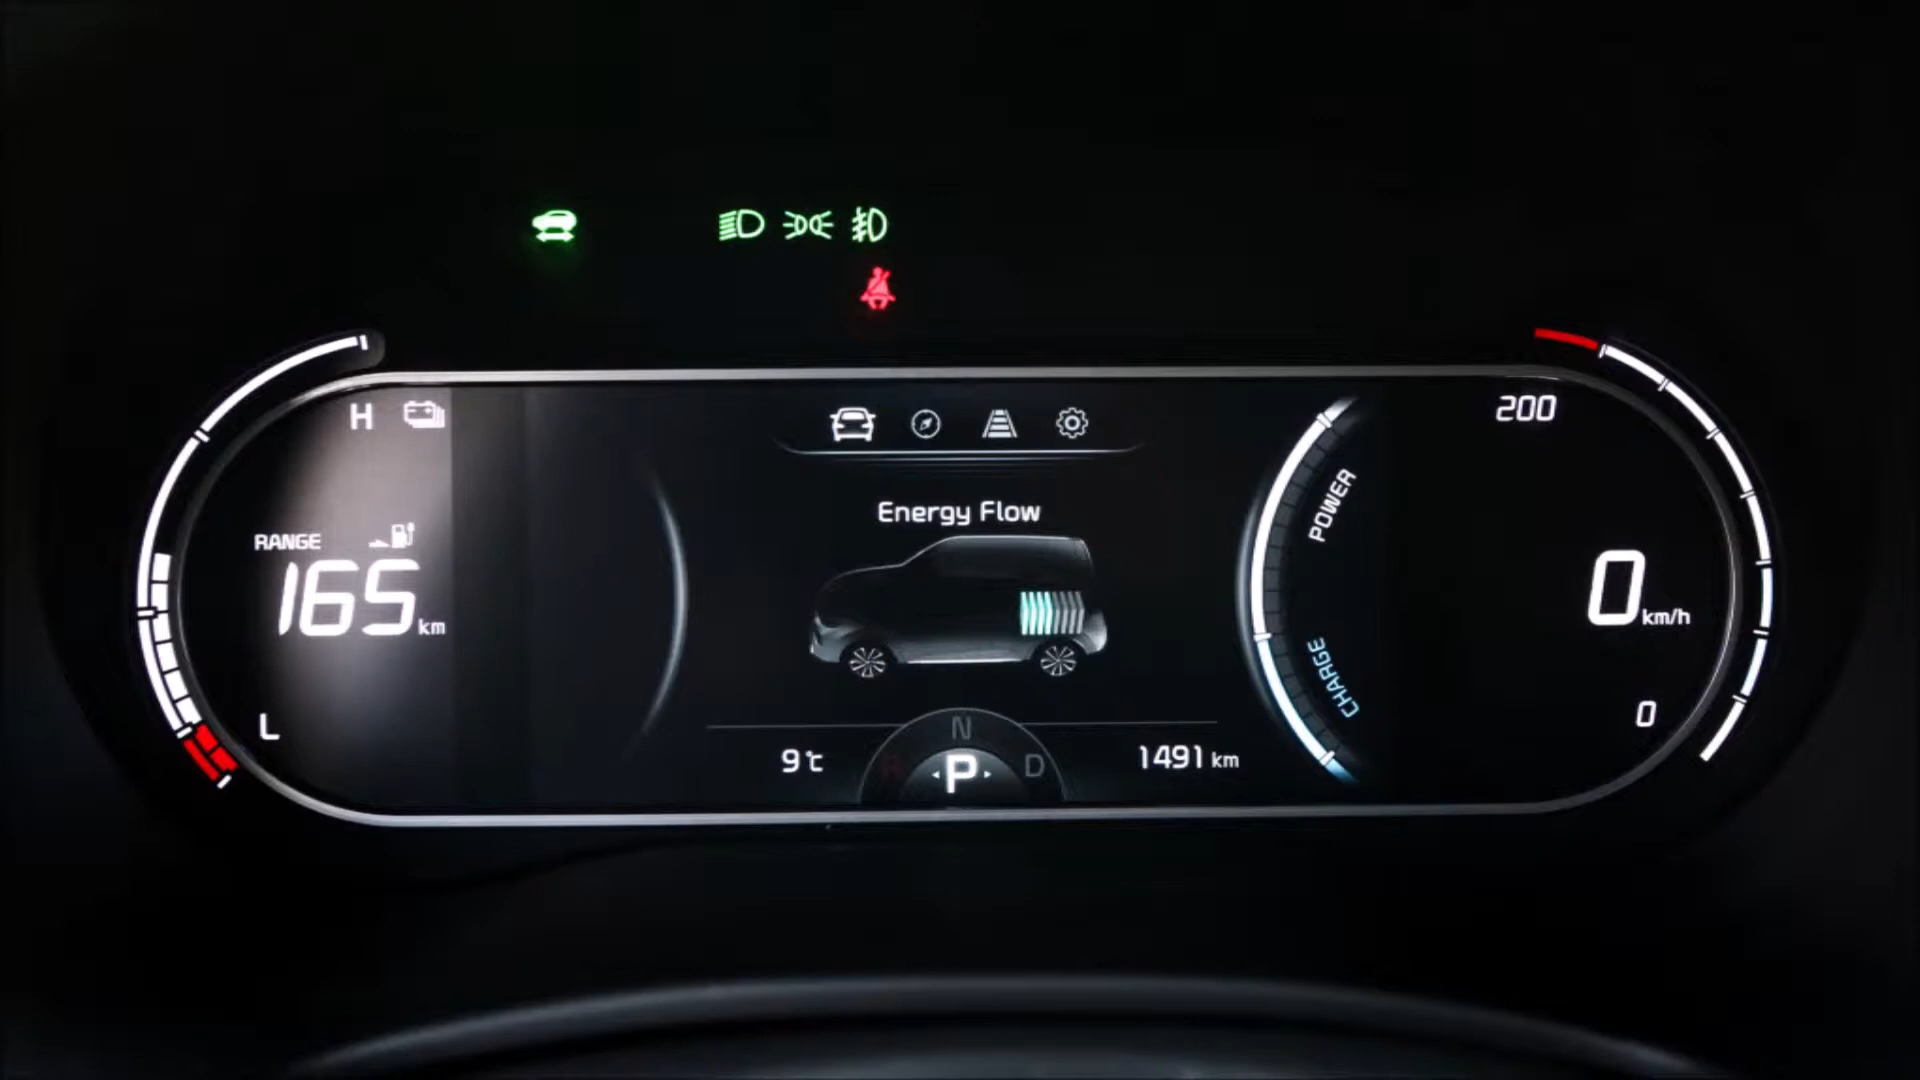 H
200
RANGE
165 km
L
Energy Flow
POWER
CHARGE
0 km/h
0
N
R
P
D
9℃
1491 km